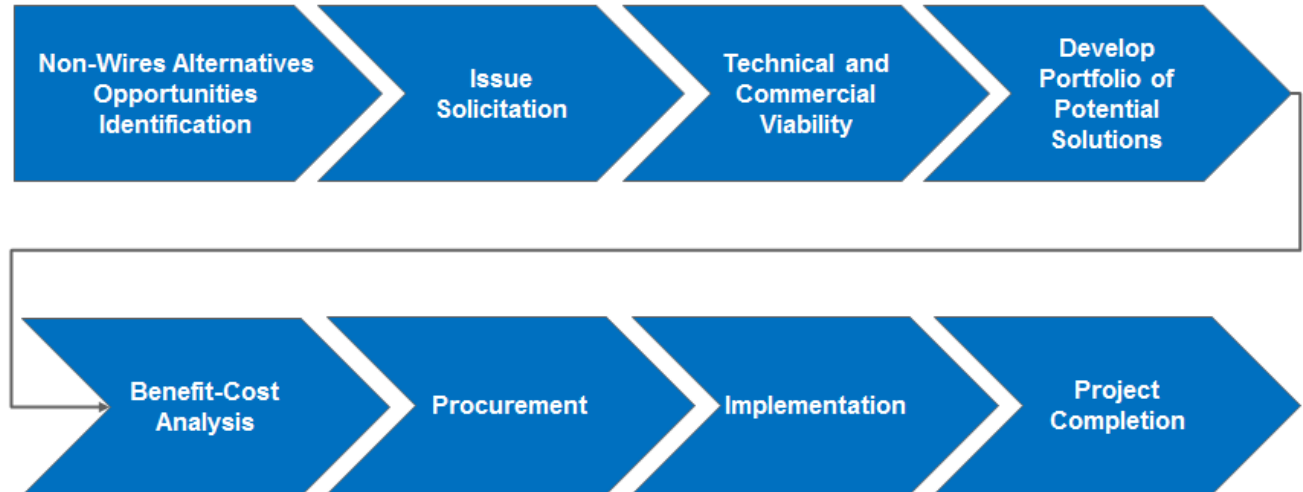 Non-Wires Alternatives
Opportunities
Identification
Issue
Solicitation
Technical and
Commercial
Viability
Develop
Portfolio of
Potential
Solutions
Benefit-Cost
Analysis
Procurement
Implementation
Project
Completion